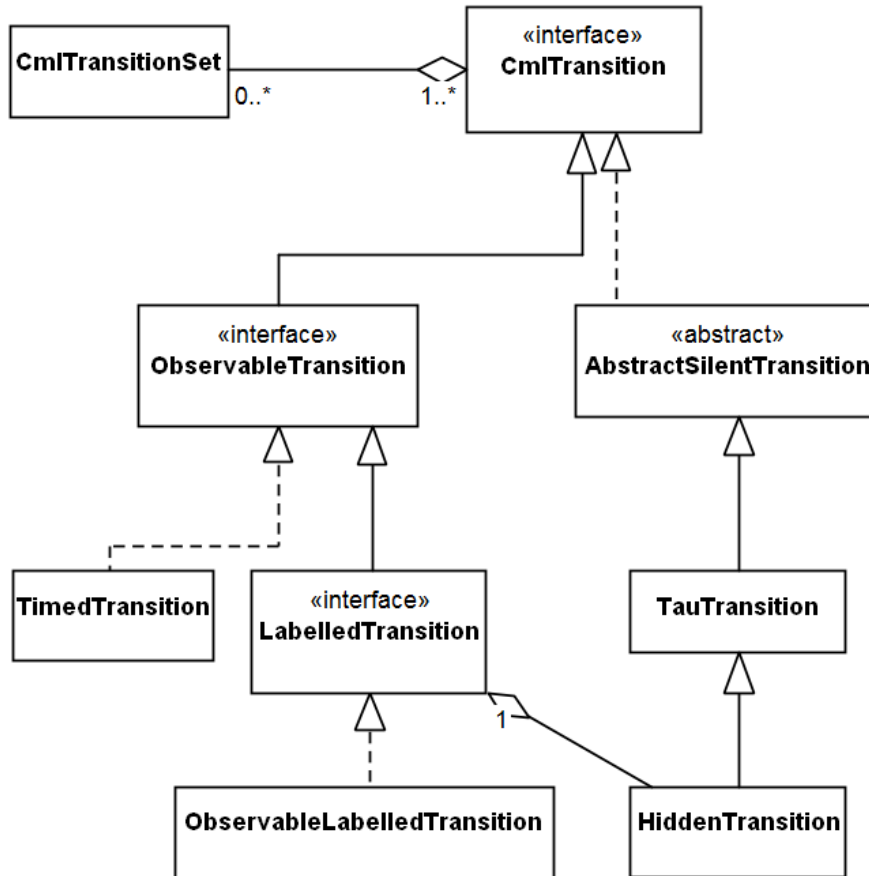 «interface»
CmlTransitionSet
CmlTransition
0..*
1..*
«interface»
ObservableTransition
«abstract»
AbstractSilentTransition
TimedTransition
«interface»
LabelledTransition
TauTransition
1
ObservableLabelledTransition
HiddenTransition